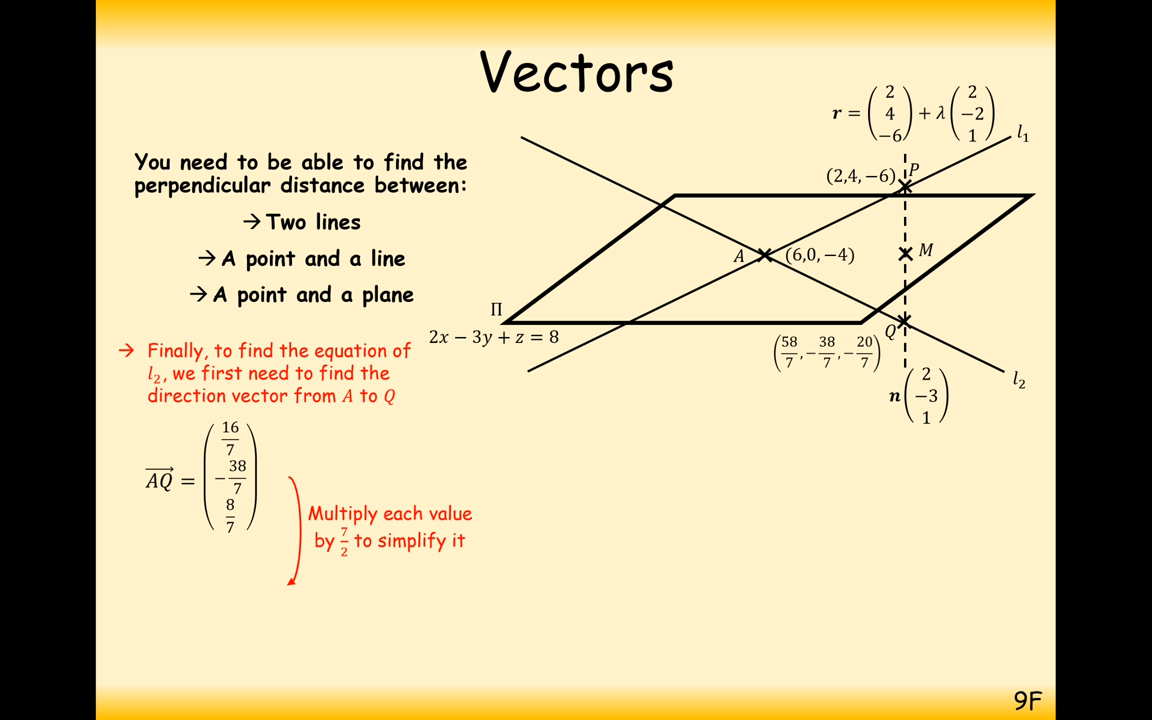 Vectors
r = (2 4 −6) + λ (2 −2 1)
l₁
You need to be able to find the
perpendicular distance between:
→ Two lines
→ A point and a line
→ A point and a plane
(2,4,−6) P
A (6,0,−4)
M
Π
2x − 3y + z = 8
Q
(58/7, −38/7, −20/7)
n (2 −3 1)
l₂
→ Finally, to find the equation of
l₂, we first need to find the
direction vector from A to Q
AQ⃗ = (16/7 −38/7 8/7)
Multiply each value
by 7/2 to simplify it
9F